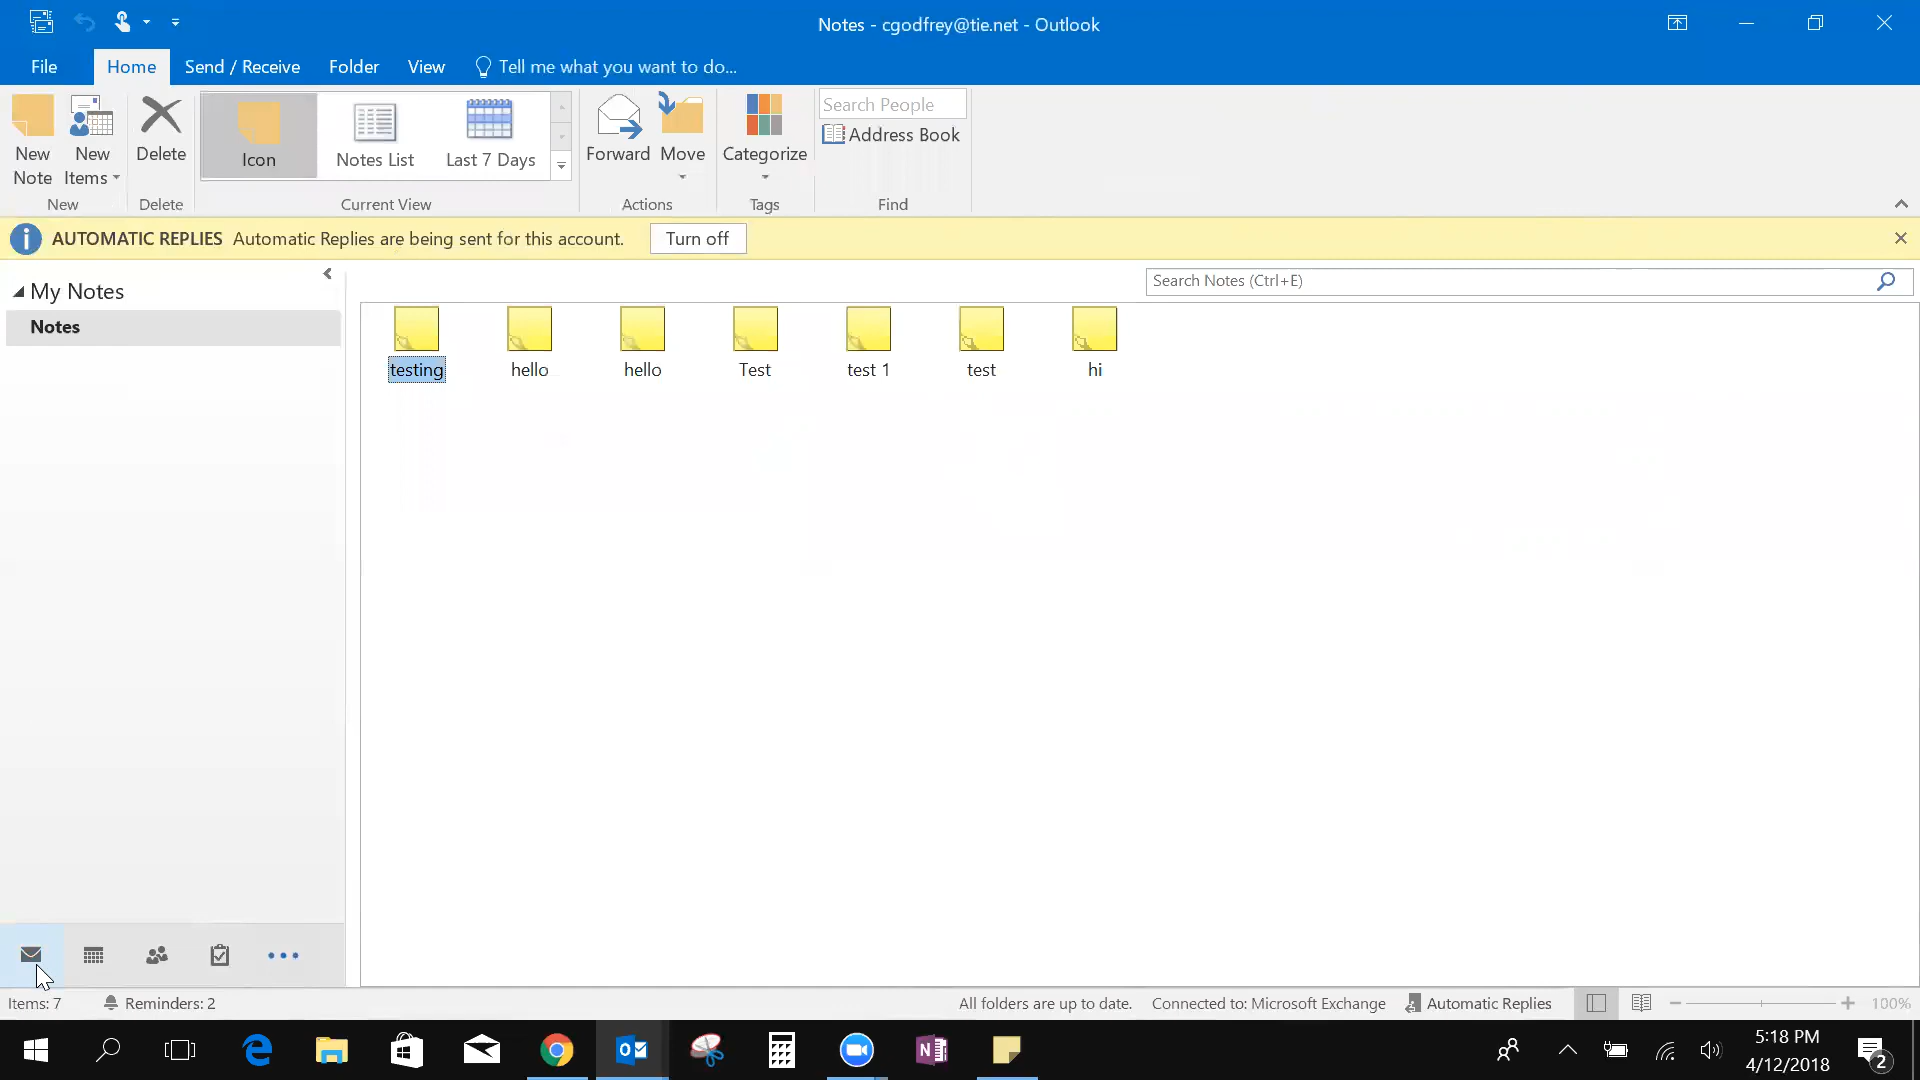 Notes - cgodfrey@tie.net - Outlook
File Home Send / Receive Folder View Tell me what you want to do...
New Note
New Items
Delete
Icon
Notes List
Last 7 Days
Forward
Move
Categorize
Search People
Address Book
New Delete Current View Actions Tags Find
AUTOMATIC REPLIES Automatic Replies are being sent for this account. Turn off
My Notes
Search Notes (Ctrl+E)
Notes
testing hello hello Test test 1 test hi
Items: 7 Reminders: 2 All folders are up to date. Connected to: Microsoft Exchange Automatic Replies 100%
5:18 PM
4/12/2018
2